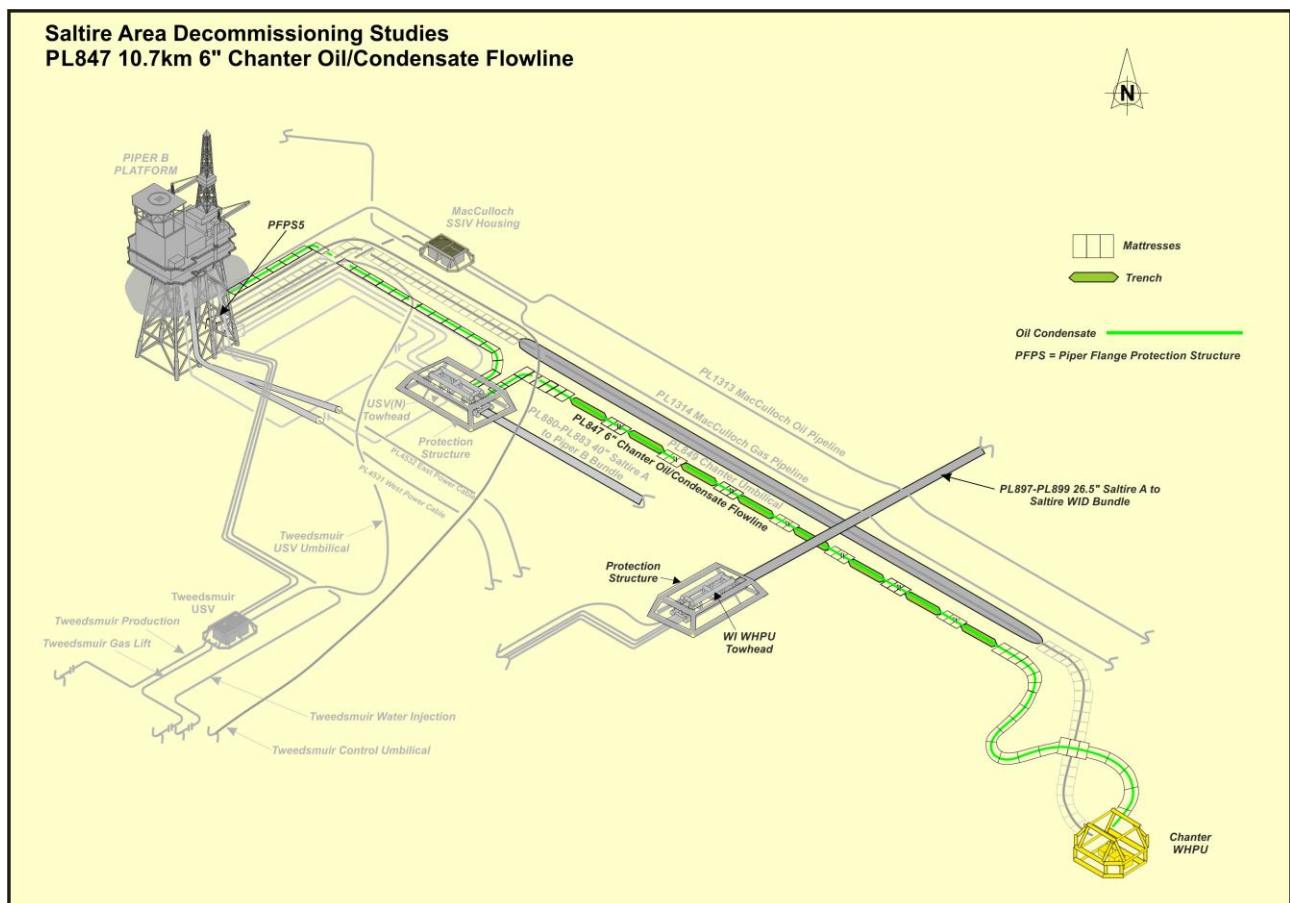 Saltire Area Decommissioning Studies
PL847 10.7km 6" Chanter Oil/Condensate Flowline
N
PIPER B
PLATFORM
PFPS5
MacCulloch
SSIV Housing
Mattresses
Trench
Oil Condensate
PFPS = Piper Flange Protection Structure
USV(N)
Towhead
Protection
Structure
PL880-PL883 40" Saltire A
to Piper B Bundle
PL4532 East Power Cable
PL4531 West Power Cable
PL847 6" Chanter Oil/Condensate Flowline
PL849 Chanter Umbilical
PL1314 MacCulloch Gas Pipeline
PL1313 MacCulloch Oil Pipeline
PL897-PL899 26.5" Saltire A to
Saltire WID Bundle
Tweedsmuir
USV Umbilical
Protection
Structure
WI WHPU
Towhead
Tweedsmuir
USV
Tweedsmuir Production
Tweedsmuir Gas Lift
Tweedsmuir Water Injection
Tweedsmuir Control Umbilical
Chanter
WHPU